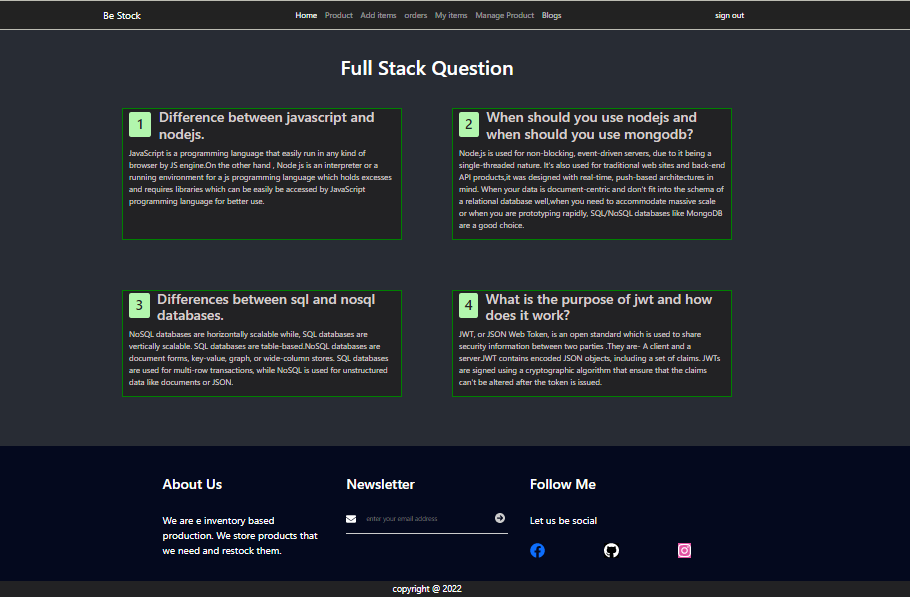 Be Stock Home Product Add items orders My items Manage Product Blogs sign out
Full Stack Question
1 Difference between javascript and
nodejs.
JavaScript is a programming language that easily run in any kind of
browser by JS engine.On the other hand , Node js is an interpreter or a
running environment for a js programming language which holds excesses
and requires libraries which can be easily be accessed by JavaScript
programming language for better use.
2 When should you use nodejs and
when should you use mongodb?
Node.js is used for non-blocking, event-driven servers, due to it being a
single-threaded nature. It's also used for traditional web sites and back-end
API products,it was designed with real-time, push-based architectures in
mind. When your data is document-centric and don't fit into the schema of
a relational database well,when you need to accommodate massive scale
or when you are prototyping rapidly, SQL/NoSQL databases like MongoDB
are a good choice.
3 Differences between sql and nosql
databases.
NoSQL databases are horizontally scalable while, SQL databases are
vertically scalable. SQL databases are table-based.NoSQL databases are
document forms, key-value, graph, or wide-column stores. SQL databases
are used for multi-row transactions, while NoSQL is used for unstructured
data like documents or JSON.
4 What is the purpose of jwt and how
does it work?
JWT, or JSON Web Token, is an open standard which is used to share
security information between two parties .They are- A client and a
server.JWT contains encoded JSON objects, including a set of claims. JWTs
are signed using a cryptographic algorithm that ensure that the claims
can't be altered after the token is issued.
About Us
We are e inventory based
production. We store products that
we need and restock them.
Newsletter
enter your email address
Follow Me
Let us be social
copyright @ 2022